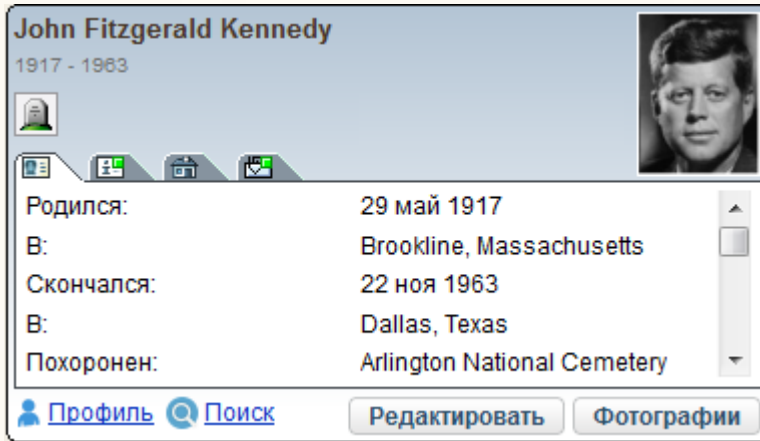 John Fitzgerald Kennedy
1917 - 1963
Родился: 29 май 1917
В: Brookline, Massachusetts
Скончался: 22 ноя 1963
В: Dallas, Texas
Похоронен: Arlington National Cemetery
Профиль Поиск Редактировать Фотографии